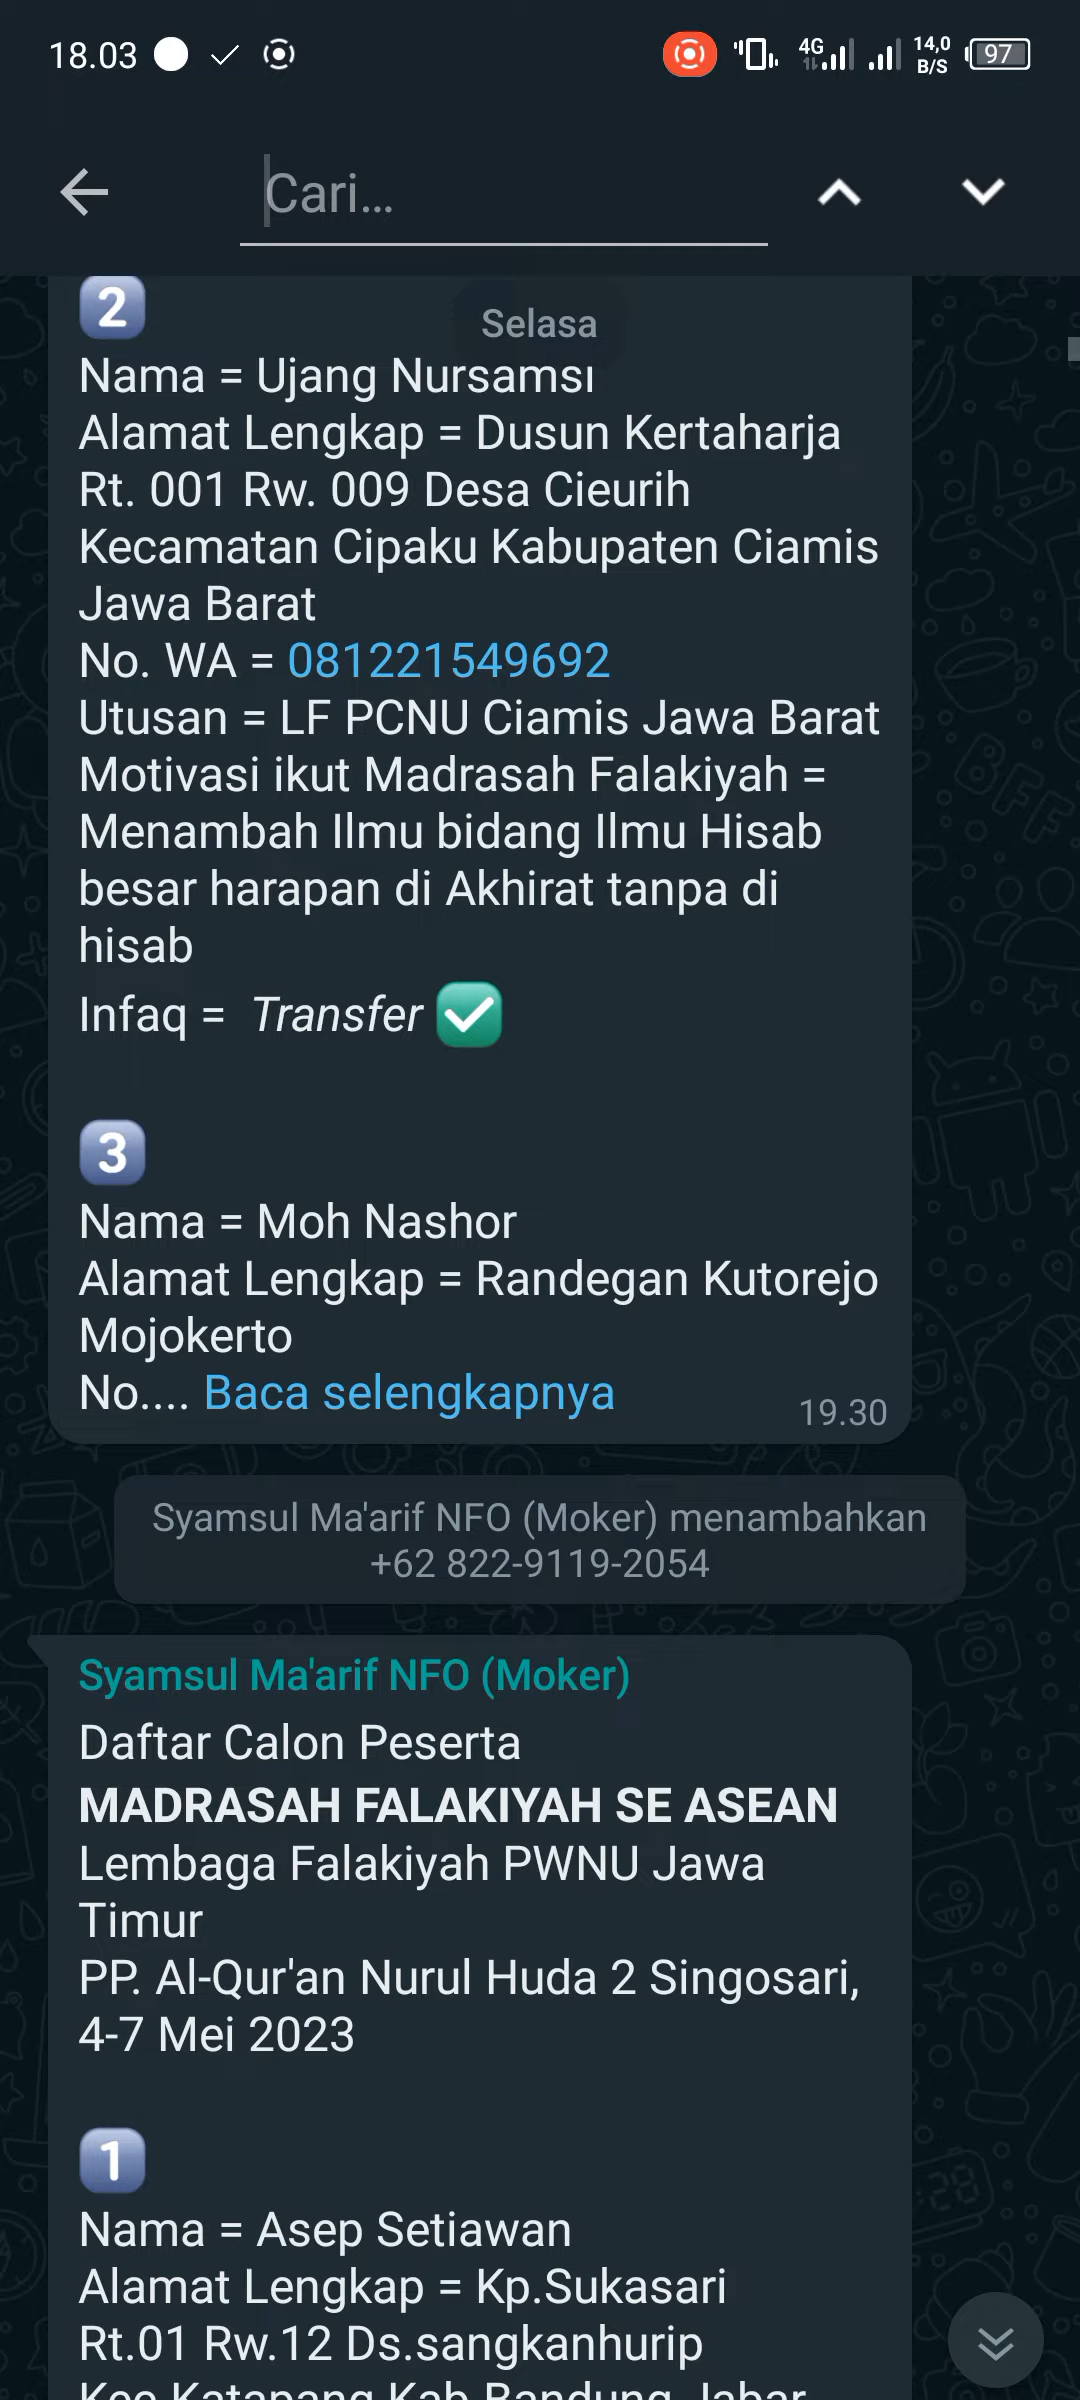 18.03
4G
14,0
B/S
97
Cari...
2
Selasa
Nama = Ujang Nursamsi
Alamat Lengkap = Dusun Kertaharja
Rt. 001 Rw. 009 Desa Cieurih
Kecamatan Cipaku Kabupaten Ciamis
Jawa Barat
No. WA = 081221549692
Utusan = LF PCNU Ciamis Jawa Barat
Motivasi ikut Madrasah Falakiyah =
Menambah Ilmu bidang Ilmu Hisab
besar harapan di Akhirat tanpa di
hisab
Infaq = Transfer ✅
3
Nama = Moh Nashor
Alamat Lengkap = Randegan Kutorejo
Mojokerto
No.... Baca selengkapnya
19.30
Syamsul Ma'arif NFO (Moker) menambahkan
+62 822-9119-2054
Syamsul Ma'arif NFO (Moker)
Daftar Calon Peserta
MADRASAH FALAKIYAH SE ASEAN
Lembaga Falakiyah PWNU Jawa
Timur
PP. Al-Qur'an Nurul Huda 2 Singosari,
4-7 Mei 2023
1
Nama = Asep Setiawan
Alamat Lengkap = Kp.Sukasari
Rt.01 Rw.12 Ds.sangkanhurip
Kec Katapang Kab Bandung Jabar